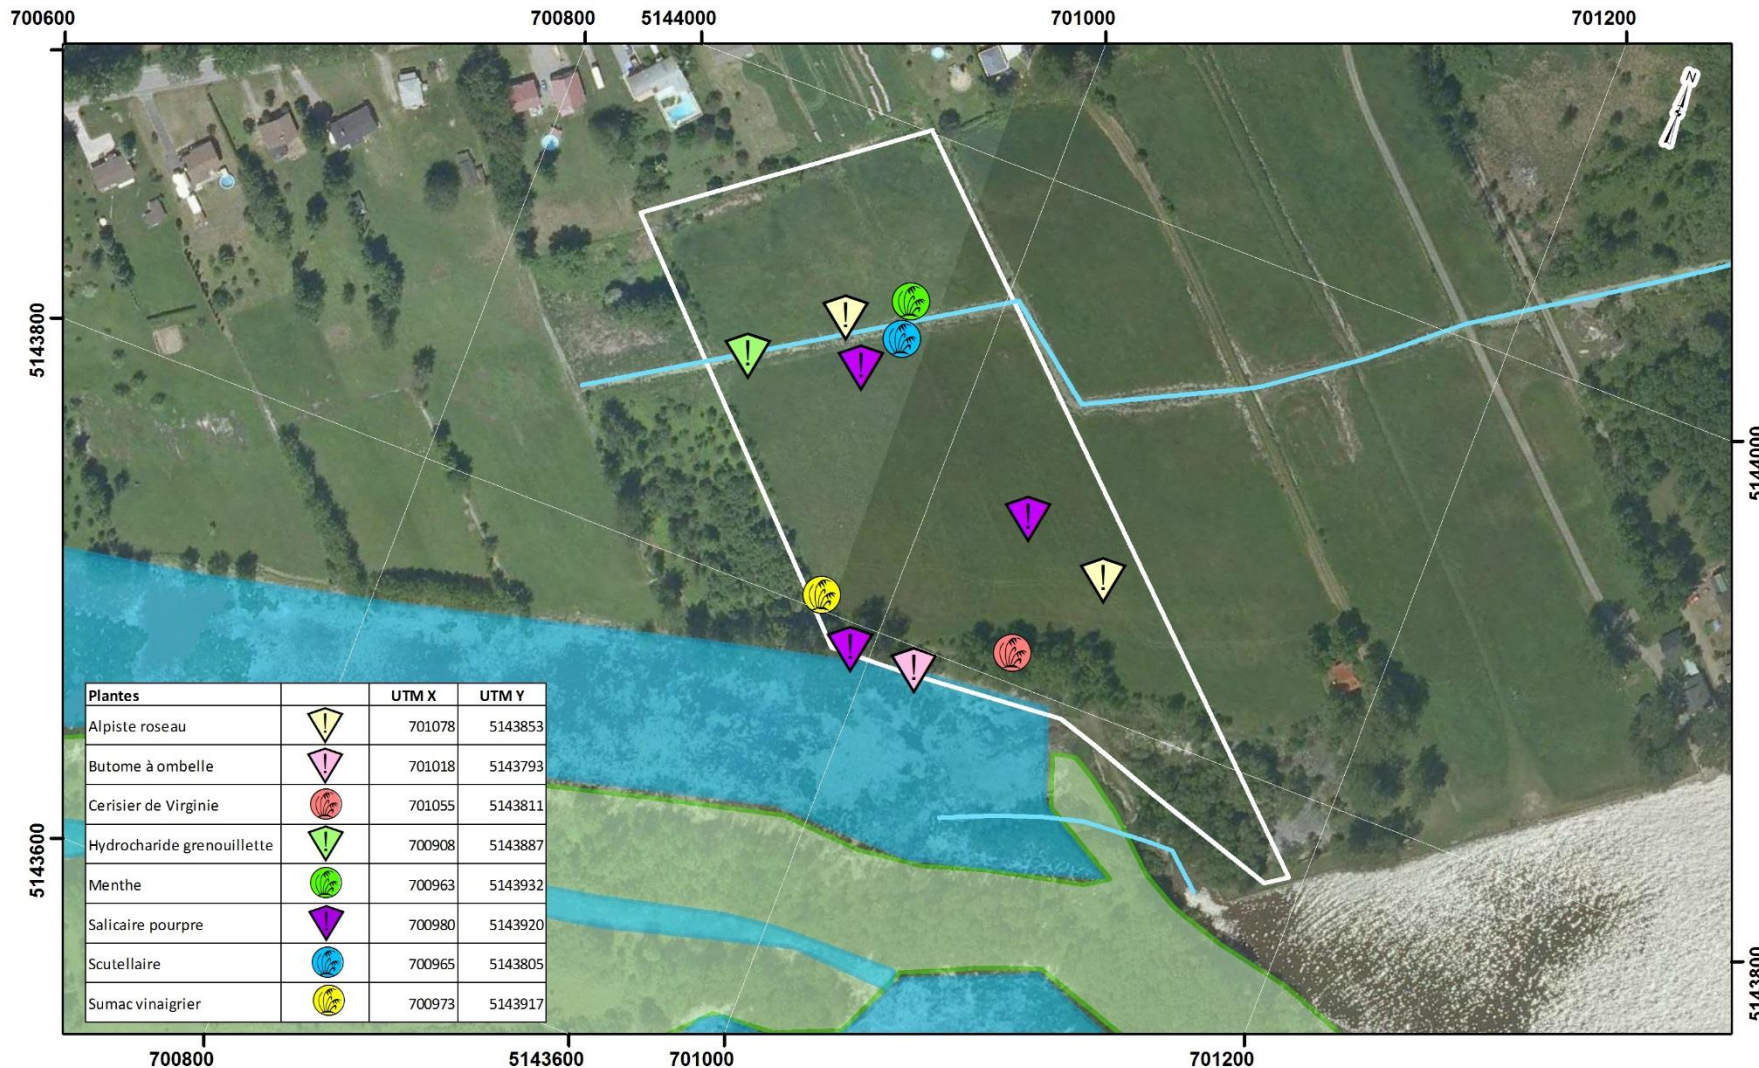 700600 700800 5144000 701000 701200
N
5143800
5144000
5143600
5143800
Plantes UTM X UTM Y
Alpiste roseau 701078 5143853
Butome à ombelle 701018 5143793
Cerisier de Virginie 701055 5143811
Hydrocharide grenouillette 700908 5143887
Menthe 700963 5143932
Salicaire pourpre 700980 5143920
Scutellaire 700965 5143805
Sumac vinaigrier 700973 5143917
700800 5143600 701000 701200